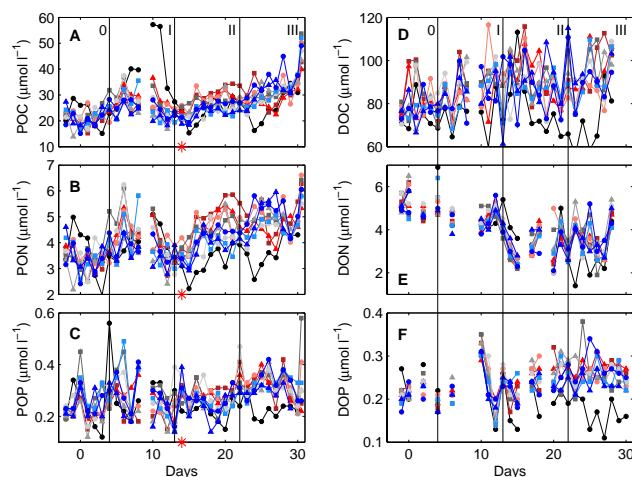 A
0
I
II
III
POC (μmol l⁻¹)
60
50
40
30
20
10
B
PON (μmol l⁻¹)
7
6
5
4
3
2
C
POP (μmol l⁻¹)
0.6
0.4
0.2
0
10
20
30
Days
D
0
I
II
III
DOC (μmol l⁻¹)
120
100
80
60
E
DON (μmol l⁻¹)
6
4
2
F
DOP (μmol l⁻¹)
0.4
0.3
0.2
0.1
0
10
20
30
Days